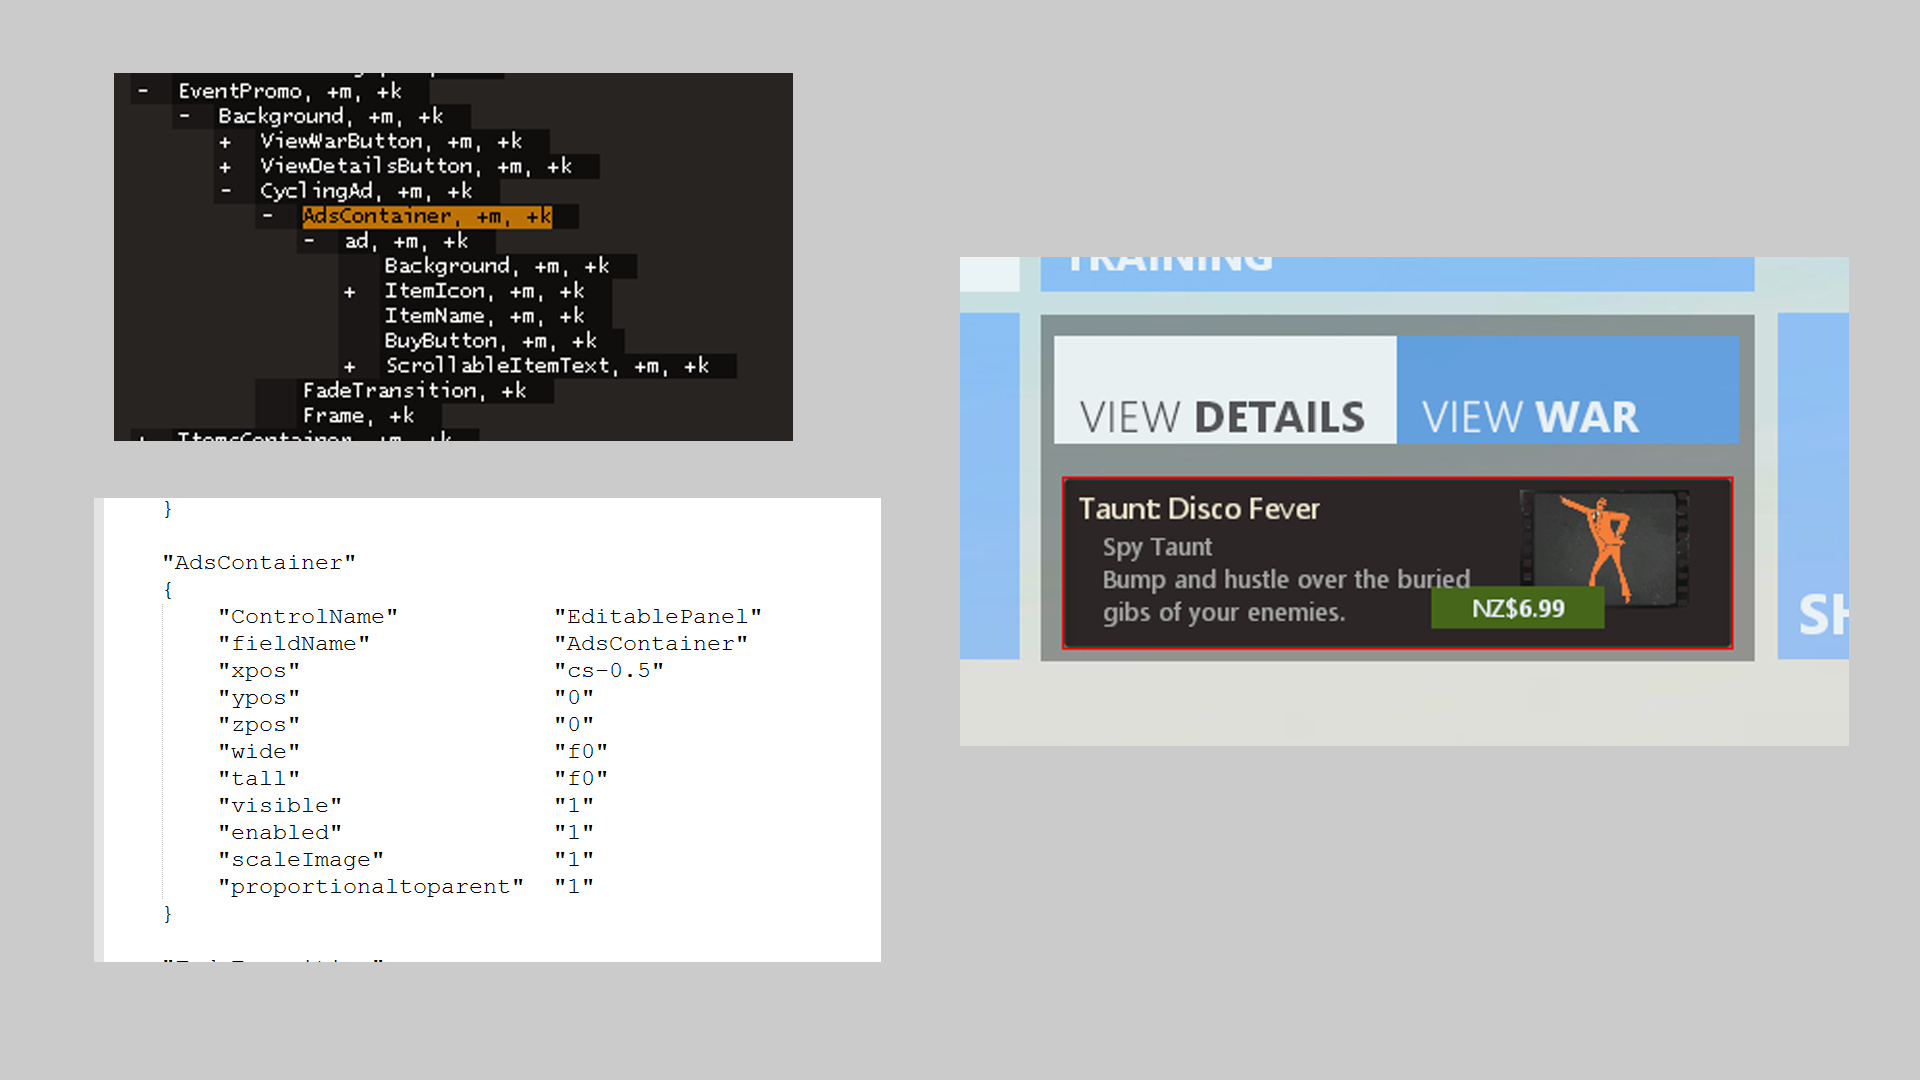 - EventPromo, +m, +k
- Background, +m, +k
+ ViewWarButton, +m, +k
+ ViewDetailsButton, +m, +k
- CyclingAd, +m, +k
- AdsContainer, +m, +k
- ad, +m, +k
Background, +m, +k
+ ItemIcon, +m, +k
ItemName, +m, +k
BuyButton, +m, +k
+ ScrollableItemText, +m, +k
FadeTransition, +k
Frame, +k
+ ItemsContainer, +m, +k
}
"AdsContainer"
{
"ControlName" "EditablePanel"
"fieldName" "AdsContainer"
"xpos" "cs-0.5"
"ypos" "0"
"zpos" "0"
"wide" "f0"
"tall" "f0"
"visible" "1"
"enabled" "1"
"scaleImage" "1"
"proportionaltoparent" "1"
}
TRAINING
VIEW DETAILS
VIEW WAR
Taunt: Disco Fever
Spy Taunt
Bump and hustle over the buried
gibs of your enemies.
NZ$6.99
SH